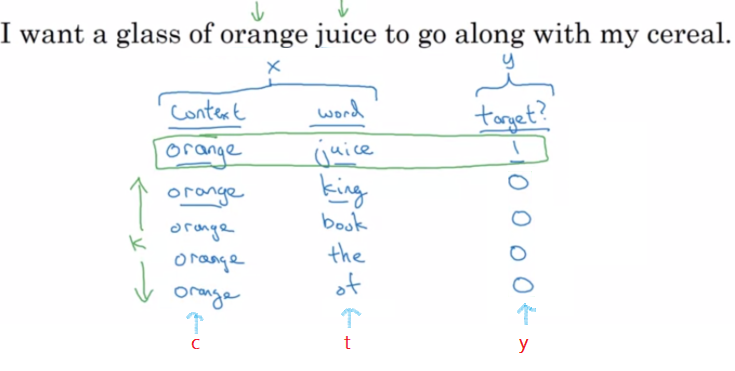 I want a glass of orange juice to go along with my cereal.
x y
context word target?
orange juice 1
orange king 0
orange book 0
k
orange the 0
orange of 0
c t y